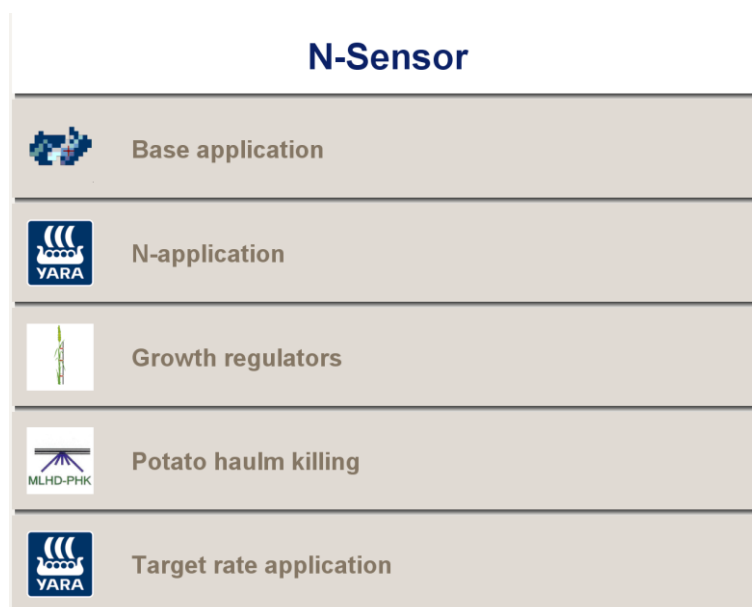 N-Sensor
Base application
YARA
N-application
Growth regulators
MLHD-PHK
Potato haulm killing
YARA
Target rate application